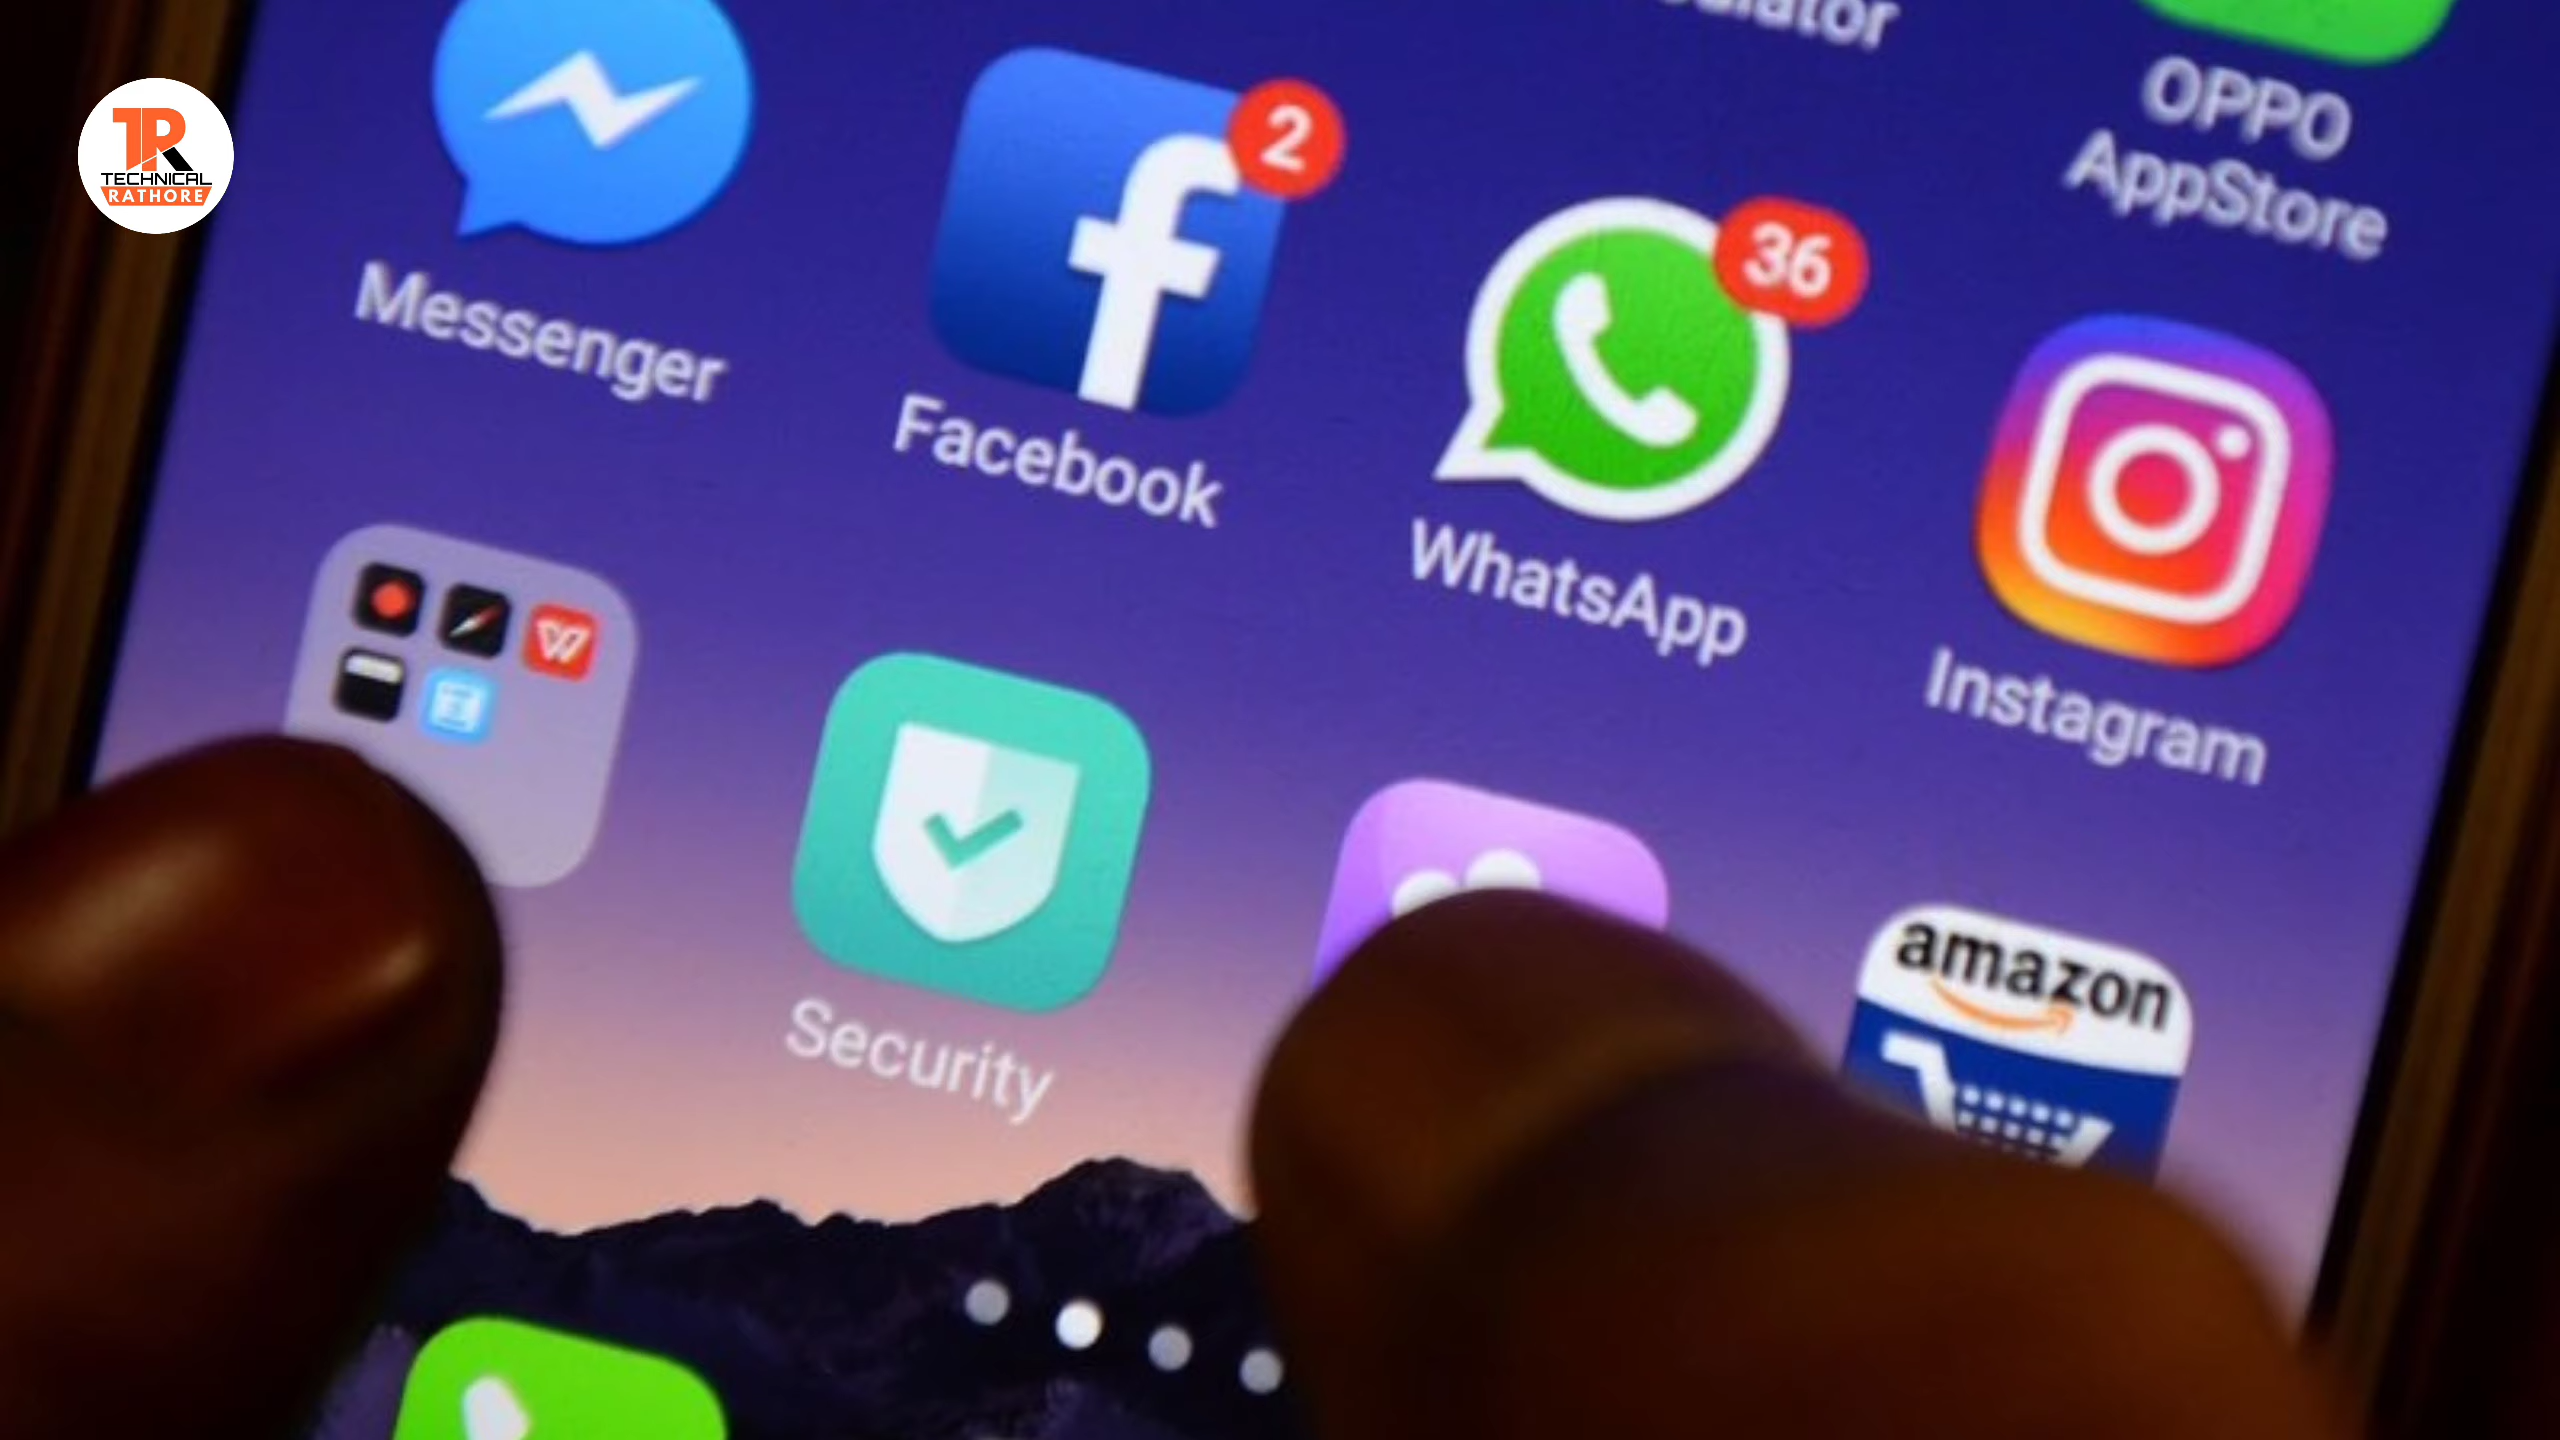 TR
TECHNICAL
RATHORE
OPPO
AppStore
Messenger
2
Facebook
36
WhatsApp
Instagram
Security
amazon